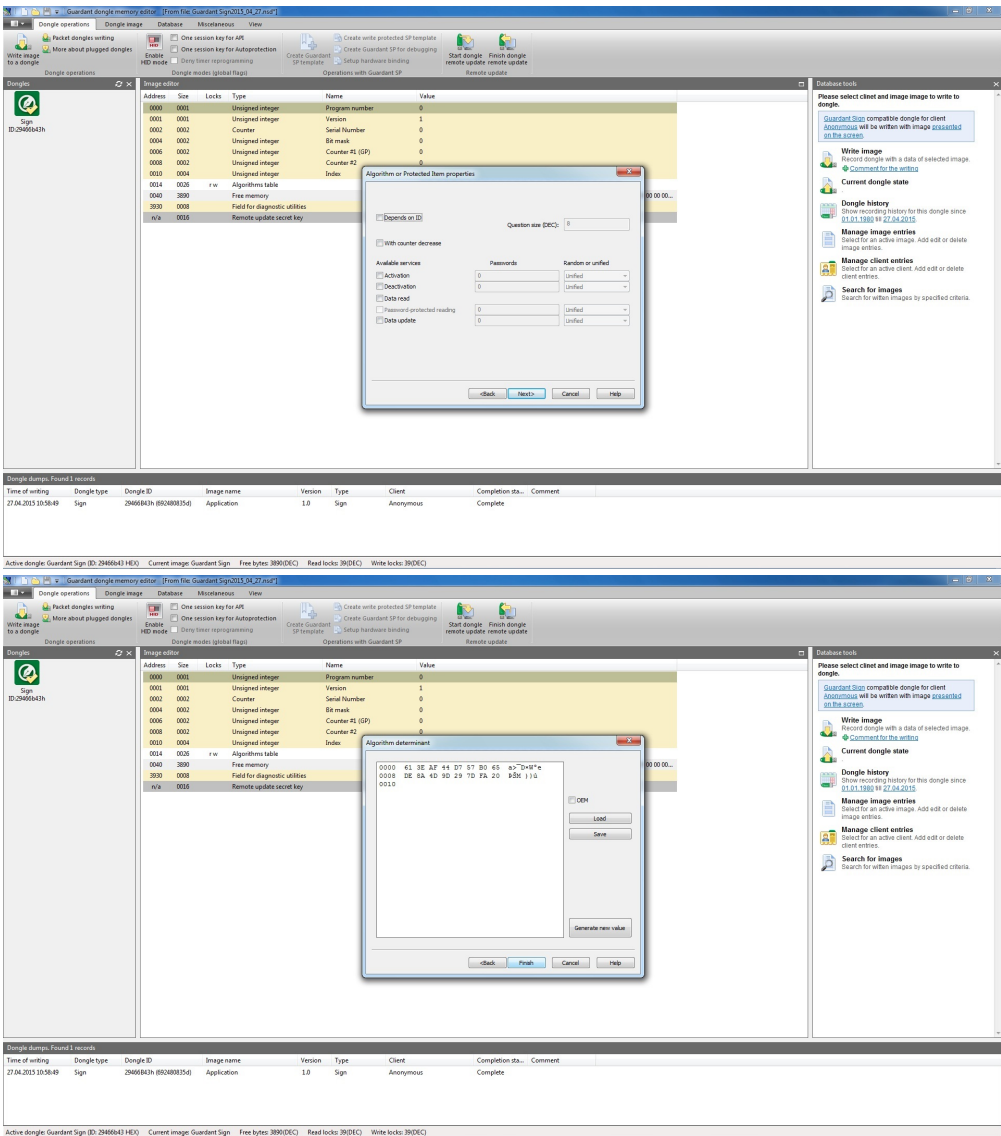 Guardant dongle memory editor - [From file: Guardant Sign2015_04_27.nsd*]
Dongle operations Dongle image Database Miscelaneous View
Write image to a dongle
Packet dongles writing
More about plugged dongles
Dongle operations
Enable HID mode
One session key for API
One session key for Autoprotection
Deny timer reprogramming
Dongle modes (global flags)
Create Guardant SP template
Create write protected SP template
Create Guardant SP for debugging
Setup hardware binding
Operations with Guardant SP
Start dongle remote update
Finish dongle remote update
Remote update
Dongles
Sign
ID:29466b43h
Image editor
Address Size Locks Type Name Value
0000 0001 Unsigned integer Program number 0
0001 0001 Unsigned integer Version 1
0002 0002 Counter Serial Number 0
0004 0002 Unsigned integer Bit mask 0
0006 0002 Unsigned integer Counter #1 (GP) 0
0008 0002 Unsigned integer Counter #2 0
0010 0004 Unsigned integer Index
0014 0026 r w Algorithms table
0040 3890 Free memory 00 00 00...
3930 0008 Field for diagnostic utilities
n/a 0016 Remote update secret key
Algorithm or Protected Item properties
Depends on ID
Question size (DEC): 8
With counter decrease
Available services Passwords Random or unified
Activation 0 Unified
Deactivation 0 Unified
Data read
Password-protected reading 0 Unified
Data update 0 Unified
<Back Next> Cancel Help
Database tools
Please select clinet and image image to write to
dongle.
Guardant Sign compatible dongle for client
Anonymous will be written with image presented
on the screen.
Write image
Record dongle with a data of selected image.
Comment for the writing
Current dongle state
Dongle history
Show recording history for this dongle since
01.01.1980 till 27.04.2015.
Manage image entries
Select for an active image. Add edit or delete
image entries.
Manage client entries
Select for an active client. Add edit or delete
client entries.
Search for images
Search for witten images by specified criteria.
Dongle dumps. Found 1 records
Time of writing Dongle type Dongle ID Image name Version Type Client Completion sta... Comment
27.04.2015 10:58:49 Sign 29466B43h (692480835d) Application 1.0 Sign Anonymous Complete
Active dongle: Guardant Sign (ID: 29466b43 HEX) Current image: Guardant Sign Free bytes: 3890(DEC) Read locks: 39(DEC) Write locks: 39(DEC)
Guardant dongle memory editor - [From file: Guardant Sign2015_04_27.nsd*]
Dongle operations Dongle image Database Miscelaneous View
Write image to a dongle
Packet dongles writing
More about plugged dongles
Dongle operations
Enable HID mode
One session key for API
One session key for Autoprotection
Deny timer reprogramming
Dongle modes (global flags)
Create Guardant SP template
Create write protected SP template
Create Guardant SP for debugging
Setup hardware binding
Operations with Guardant SP
Start dongle remote update
Finish dongle remote update
Remote update
Dongles
Sign
ID:29466b43h
Image editor
Address Size Locks Type Name Value
0000 0001 Unsigned integer Program number 0
0001 0001 Unsigned integer Version 1
0002 0002 Counter Serial Number 0
0004 0002 Unsigned integer Bit mask 0
0006 0002 Unsigned integer Counter #1 (GP) 0
0008 0002 Unsigned integer Counter #2 0
0010 0004 Unsigned integer Index
0014 0026 r w Algorithms table
0040 3890 Free memory 00 00 00...
3930 0008 Field for diagnostic utilities
n/a 0016 Remote update secret key
Algorithm determinant
0000 61 3E AF 44 D7 57 B0 65 a>¯D×W°e
0008 DE 8A 4D 9D 29 7D FA 20
0010
OEM
Load
Save
Generate new value
<Back Finish Cancel Help
Database tools
Please select clinet and image image to write to
dongle.
Guardant Sign compatible dongle for client
Anonymous will be written with image presented
on the screen.
Write image
Record dongle with a data of selected image.
Comment for the writing
Current dongle state
Dongle history
Show recording history for this dongle since
01.01.1980 till 27.04.2015.
Manage image entries
Select for an active image. Add edit or delete
image entries.
Manage client entries
Select for an active client. Add edit or delete
client entries.
Search for images
Search for witten images by specified criteria.
Dongle dumps. Found 1 records
Time of writing Dongle type Dongle ID Image name Version Type Client Completion sta... Comment
27.04.2015 10:58:49 Sign 29466B43h (692480835d) Application 1.0 Sign Anonymous Complete
Active dongle: Guardant Sign (ID: 29466b43 HEX) Current image: Guardant Sign Free bytes: 3890(DEC) Read locks: 39(DEC) Write locks: 39(DEC)